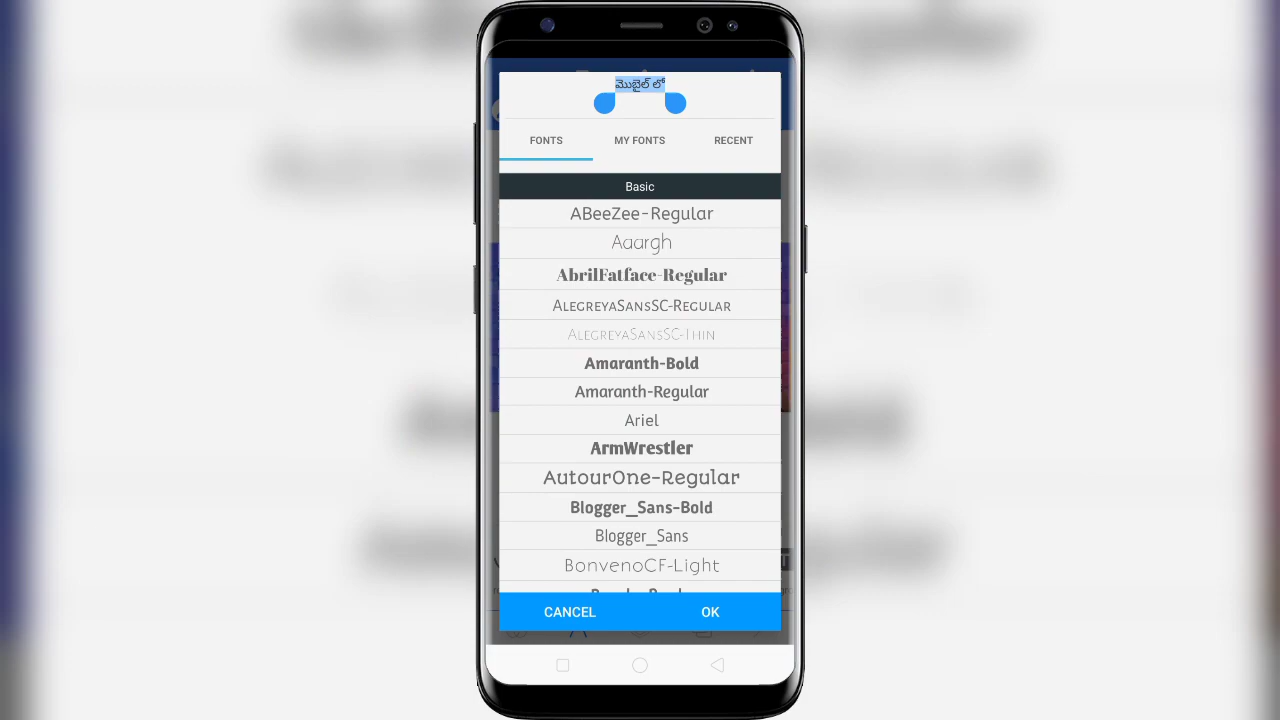 మొబైల్ లో
FONTS
MY FONTS
RECENT
Basic
ABeeZee-Regular
Aaargh
AbrilFatface-Regular
AlegreyaSansSC-Regular
AlegreyaSansSC-Thin
Amaranth-Bold
Amaranth-Regular
Ariel
ArmWrestler
AutourOne-Regular
Blogger_Sans-Bold
Blogger_Sans
BonvenoCF-Light
CANCEL
OK